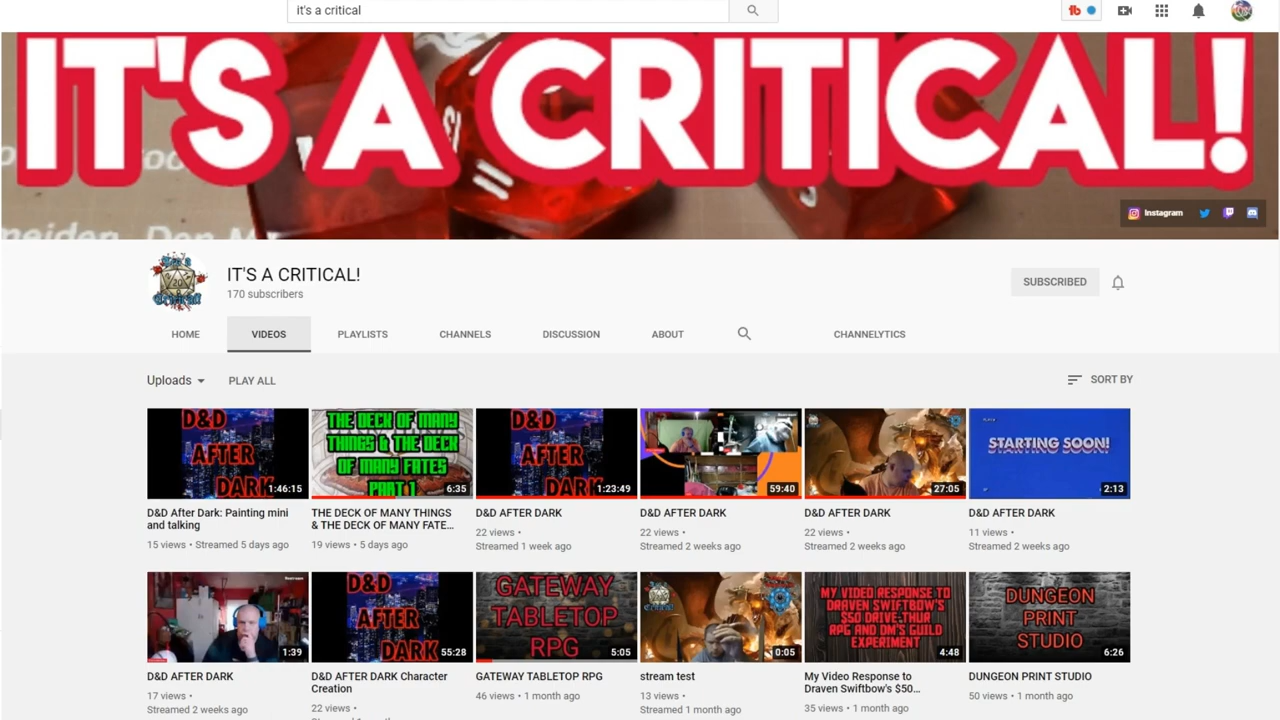 it's a critical
IT'S A CRITICAL!
Instagram
IT'S A CRITICAL!
170 subscribers
SUBSCRIBED
HOME
VIDEOS
PLAYLISTS
CHANNELS
DISCUSSION
ABOUT
CHANNELYTICS
Uploads
PLAY ALL
SORT BY
D&D
AFTER
DARK
1:46:15
D&D After Dark: Painting mini
and talking
15 views • Streamed 5 days ago
THE DECK OF MANY
THINGS & THE DECK
OF MANY FATES
PART 1
6:35
THE DECK OF MANY THINGS
& THE DECK OF MANY FATE...
19 views • 5 days ago
D&D
AFTER
DARK
1:23:49
D&D AFTER DARK
22 views •
Streamed 1 week ago
59:40
D&D AFTER DARK
22 views •
Streamed 2 weeks ago
27:05
D&D AFTER DARK
22 views •
Streamed 2 weeks ago
STARTING SOON!
2:13
D&D AFTER DARK
11 views •
Streamed 2 weeks ago
1:39
D&D AFTER DARK
17 views •
Streamed 2 weeks ago
D&D
AFTER
DARK
55:28
D&D AFTER DARK Character
Creation
22 views •
GATEWAY
TABLETOP
RPG
5:05
GATEWAY TABLETOP RPG
46 views • 1 month ago
0:05
stream test
13 views •
Streamed 1 month ago
MY VIDEO RESPONSE TO
DRAVEN SWIFTBOW'S
$50 DRIVE-THUR
RPG AND DM'S GUILD
EXPERIMENT
4:48
My Video Response to
Draven Swiftbow's $50...
35 views • 1 month ago
DUNGEON
PRINT
STUDIO
6:26
DUNGEON PRINT STUDIO
50 views • 1 month ago